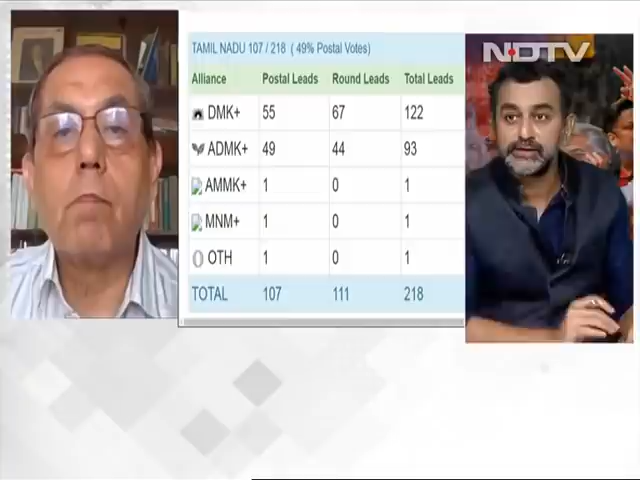 TAMIL NADU 107 / 218 ( 49% Postal Votes)
Alliance Postal Leads Round Leads Total Leads
DMK+ 55 67 122
ADMK+ 49 44 93
AMMK+ 1 0 1
MNM+ 1 0 1
OTH 1 0 1
TOTAL 107 111 218
NDTV